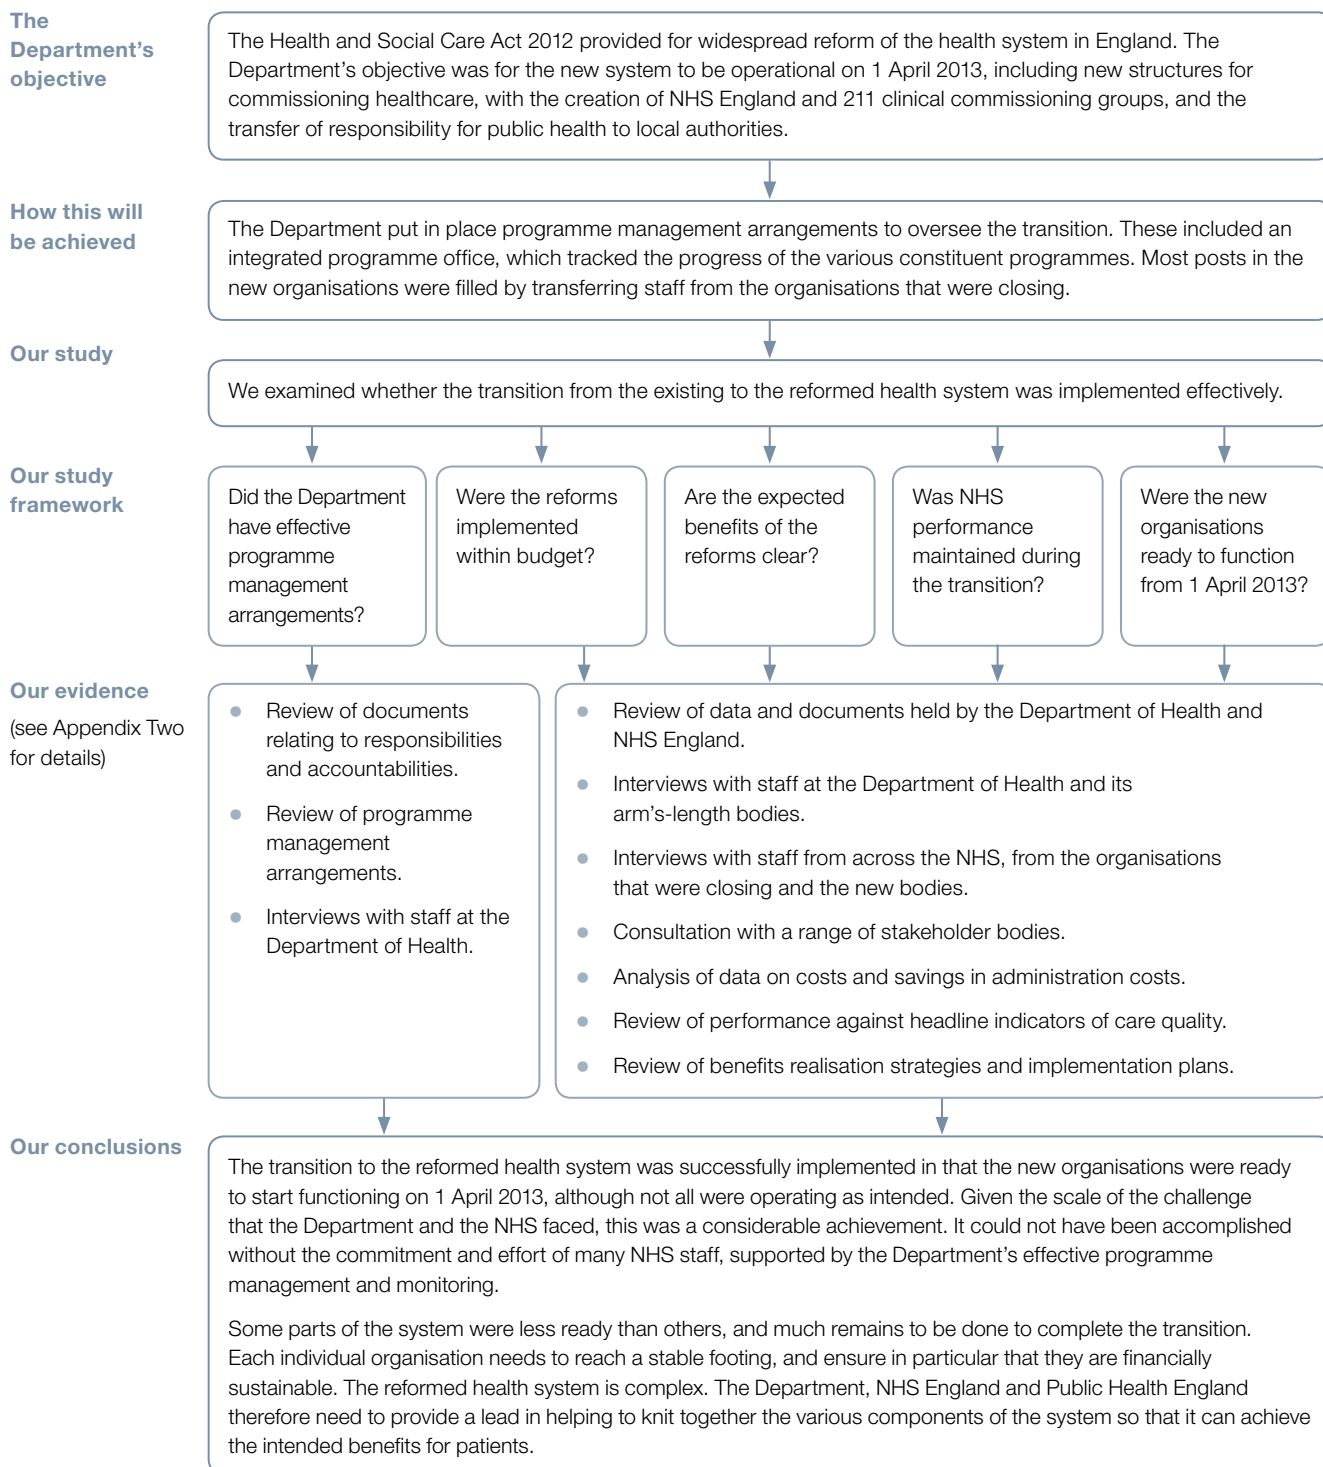 The
Department's
objective
The Health and Social Care Act 2012 provided for widespread reform of the health system in England. The
Department's objective was for the new system to be operational on 1 April 2013, including new structures for
commissioning healthcare, with the creation of NHS England and 211 clinical commissioning groups, and the
transfer of responsibility for public health to local authorities.
How this will
be achieved
The Department put in place programme management arrangements to oversee the transition. These included an
integrated programme office, which tracked the progress of the various constituent programmes. Most posts in the
new organisations were filled by transferring staff from the organisations that were closing.
Our study
We examined whether the transition from the existing to the reformed health system was implemented effectively.
Our study
framework
Did the Department
have effective
programme
management
arrangements?
Were the reforms
implemented
within budget?
Are the expected
benefits of the
reforms clear?
Was NHS
performance
maintained during
the transition?
Were the new
organisations
ready to function
from 1 April 2013?
Our evidence
(see Appendix Two
for details)
• Review of documents
relating to responsibilities
and accountabilities.
• Review of programme
management
arrangements.
• Interviews with staff at the
Department of Health.
• Review of data and documents held by the Department of Health and
NHS England.
• Interviews with staff at the Department of Health and its
arm's-length bodies.
• Interviews with staff from across the NHS, from the organisations
that were closing and the new bodies.
• Consultation with a range of stakeholder bodies.
• Analysis of data on costs and savings in administration costs.
• Review of performance against headline indicators of care quality.
• Review of benefits realisation strategies and implementation plans.
Our conclusions
The transition to the reformed health system was successfully implemented in that the new organisations were ready
to start functioning on 1 April 2013, although not all were operating as intended. Given the scale of the challenge
that the Department and the NHS faced, this was a considerable achievement. It could not have been accomplished
without the commitment and effort of many NHS staff, supported by the Department's effective programme
management and monitoring.
Some parts of the system were less ready than others, and much remains to be done to complete the transition.
Each individual organisation needs to reach a stable footing, and ensure in particular that they are financially
sustainable. The reformed health system is complex. The Department, NHS England and Public Health England
therefore need to provide a lead in helping to knit together the various components of the system so that it can achieve
the intended benefits for patients.